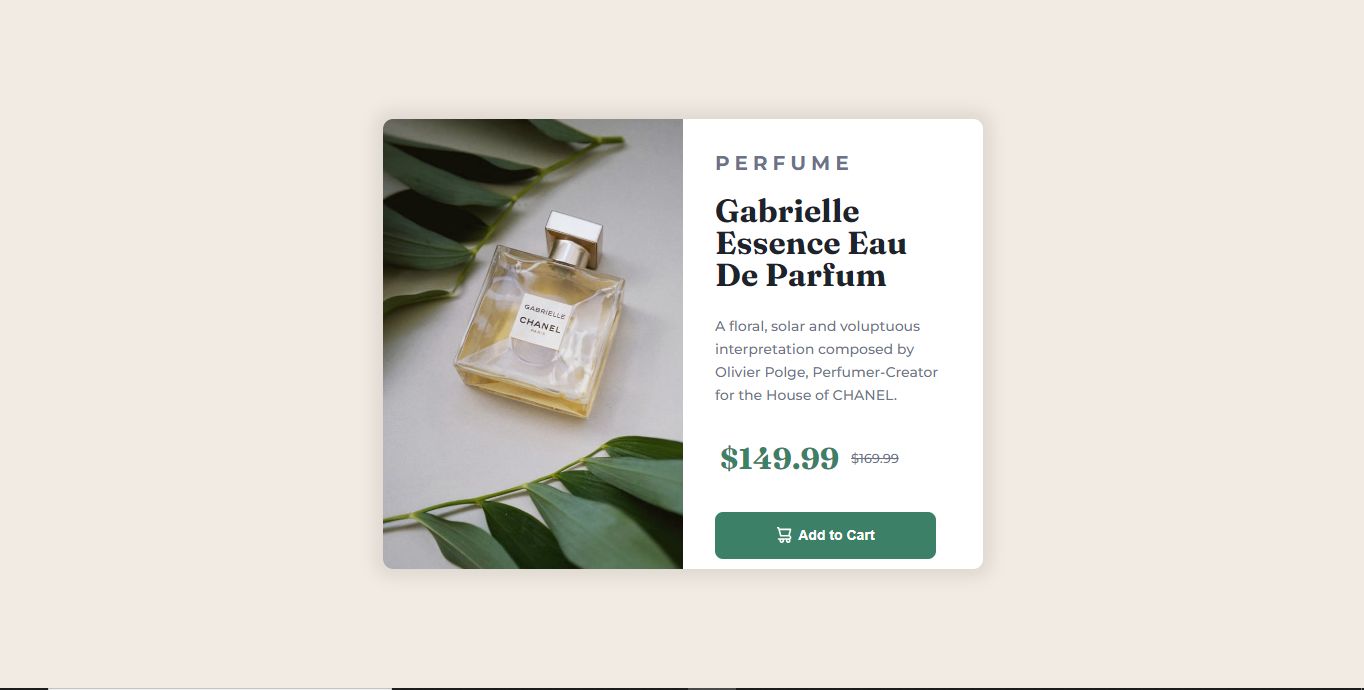 GABRIELLE
CHANEL
PARIS
PERFUME
Gabrielle
Essence Eau
De Parfum
A floral, solar and voluptuous
interpretation composed by
Olivier Polge, Perfumer-Creator
for the House of CHANEL.
$149.99 $169.99
Add to Cart